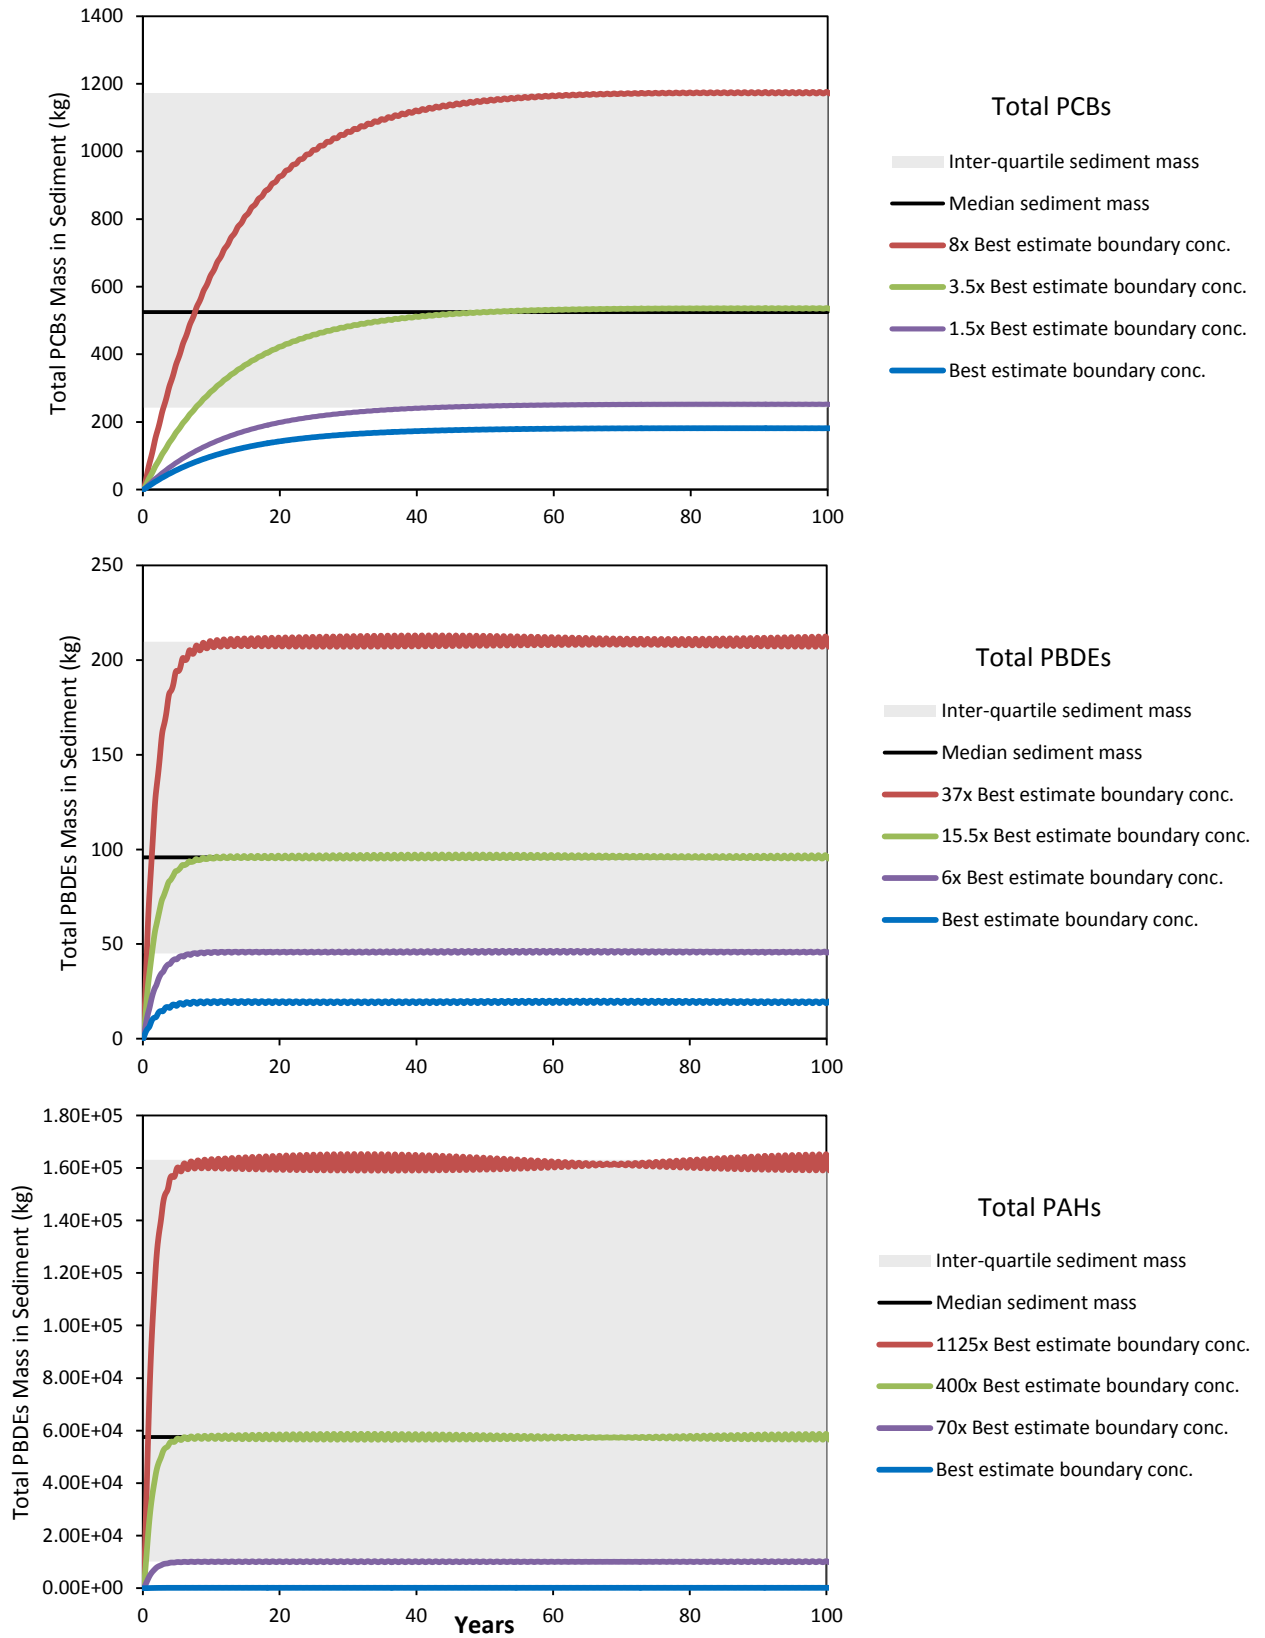 Total PCBs Mass in Sediment (kg)
1400
1200
1000
800
600
400
200
0
0 20 40 60 80 100
Total PCBs
Inter-quartile sediment mass
Median sediment mass
8x Best estimate boundary conc.
3.5x Best estimate boundary conc.
1.5x Best estimate boundary conc.
Best estimate boundary conc.
Total PBDEs Mass in Sediment (kg)
250
200
150
100
50
0
0 20 40 60 80 100
Total PBDEs
Inter-quartile sediment mass
Median sediment mass
37x Best estimate boundary conc.
15.5x Best estimate boundary conc.
6x Best estimate boundary conc.
Best estimate boundary conc.
Total PBDEs Mass in Sediment (kg)
1.80E+05
1.60E+05
1.40E+05
1.20E+05
1.00E+05
8.00E+04
6.00E+04
4.00E+04
2.00E+04
0.00E+00
0 20 40 60 80 100
Years
Total PAHs
Inter-quartile sediment mass
Median sediment mass
1125x Best estimate boundary conc.
400x Best estimate boundary conc.
70x Best estimate boundary conc.
Best estimate boundary conc.